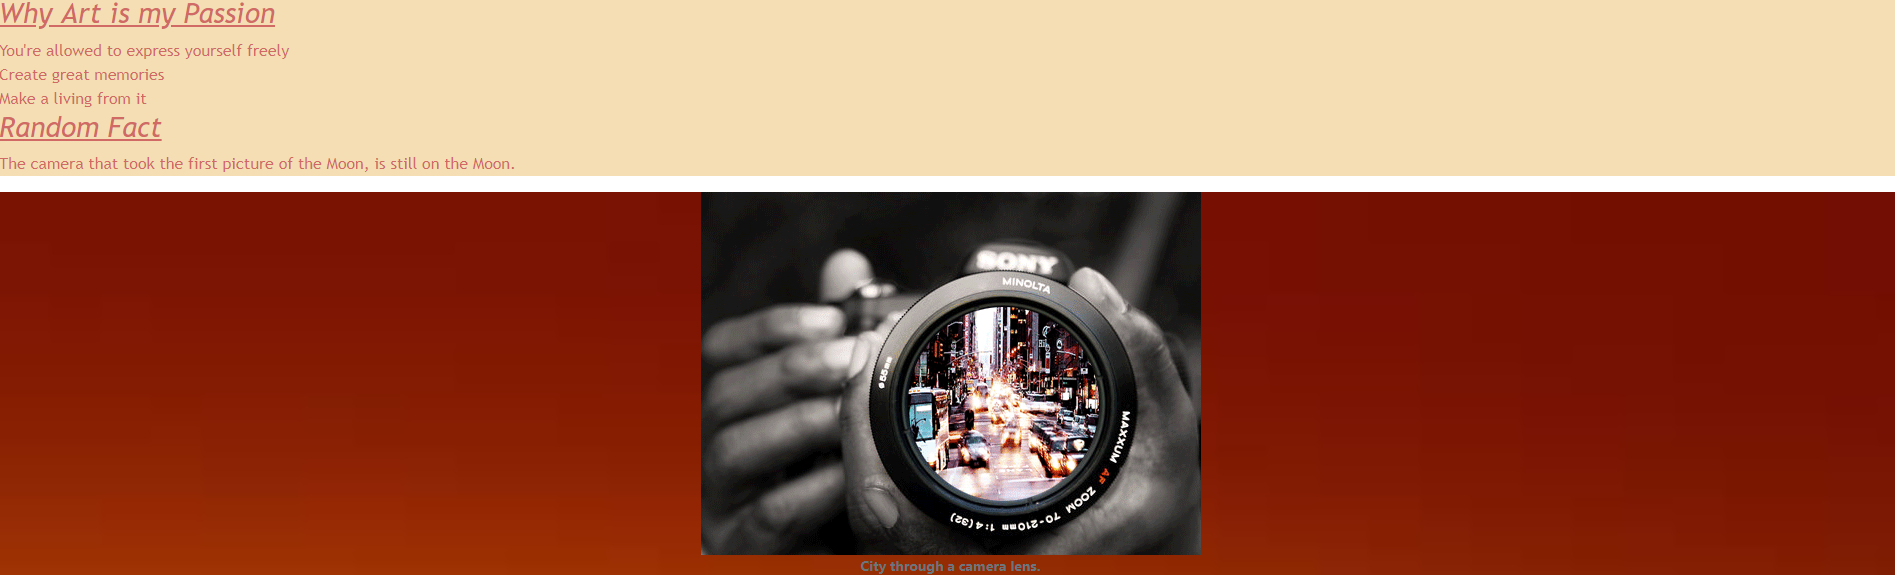 Why Art is my Passion
You're allowed to express yourself freely
Create great memories
Make a living from it
Random Fact
The camera that took the first picture of the Moon, is still on the Moon.
SONY
MINOLTA
ø55mm
MAXXUM AF ZOOM 70-210mm 1:4(32)
City through a camera lens.